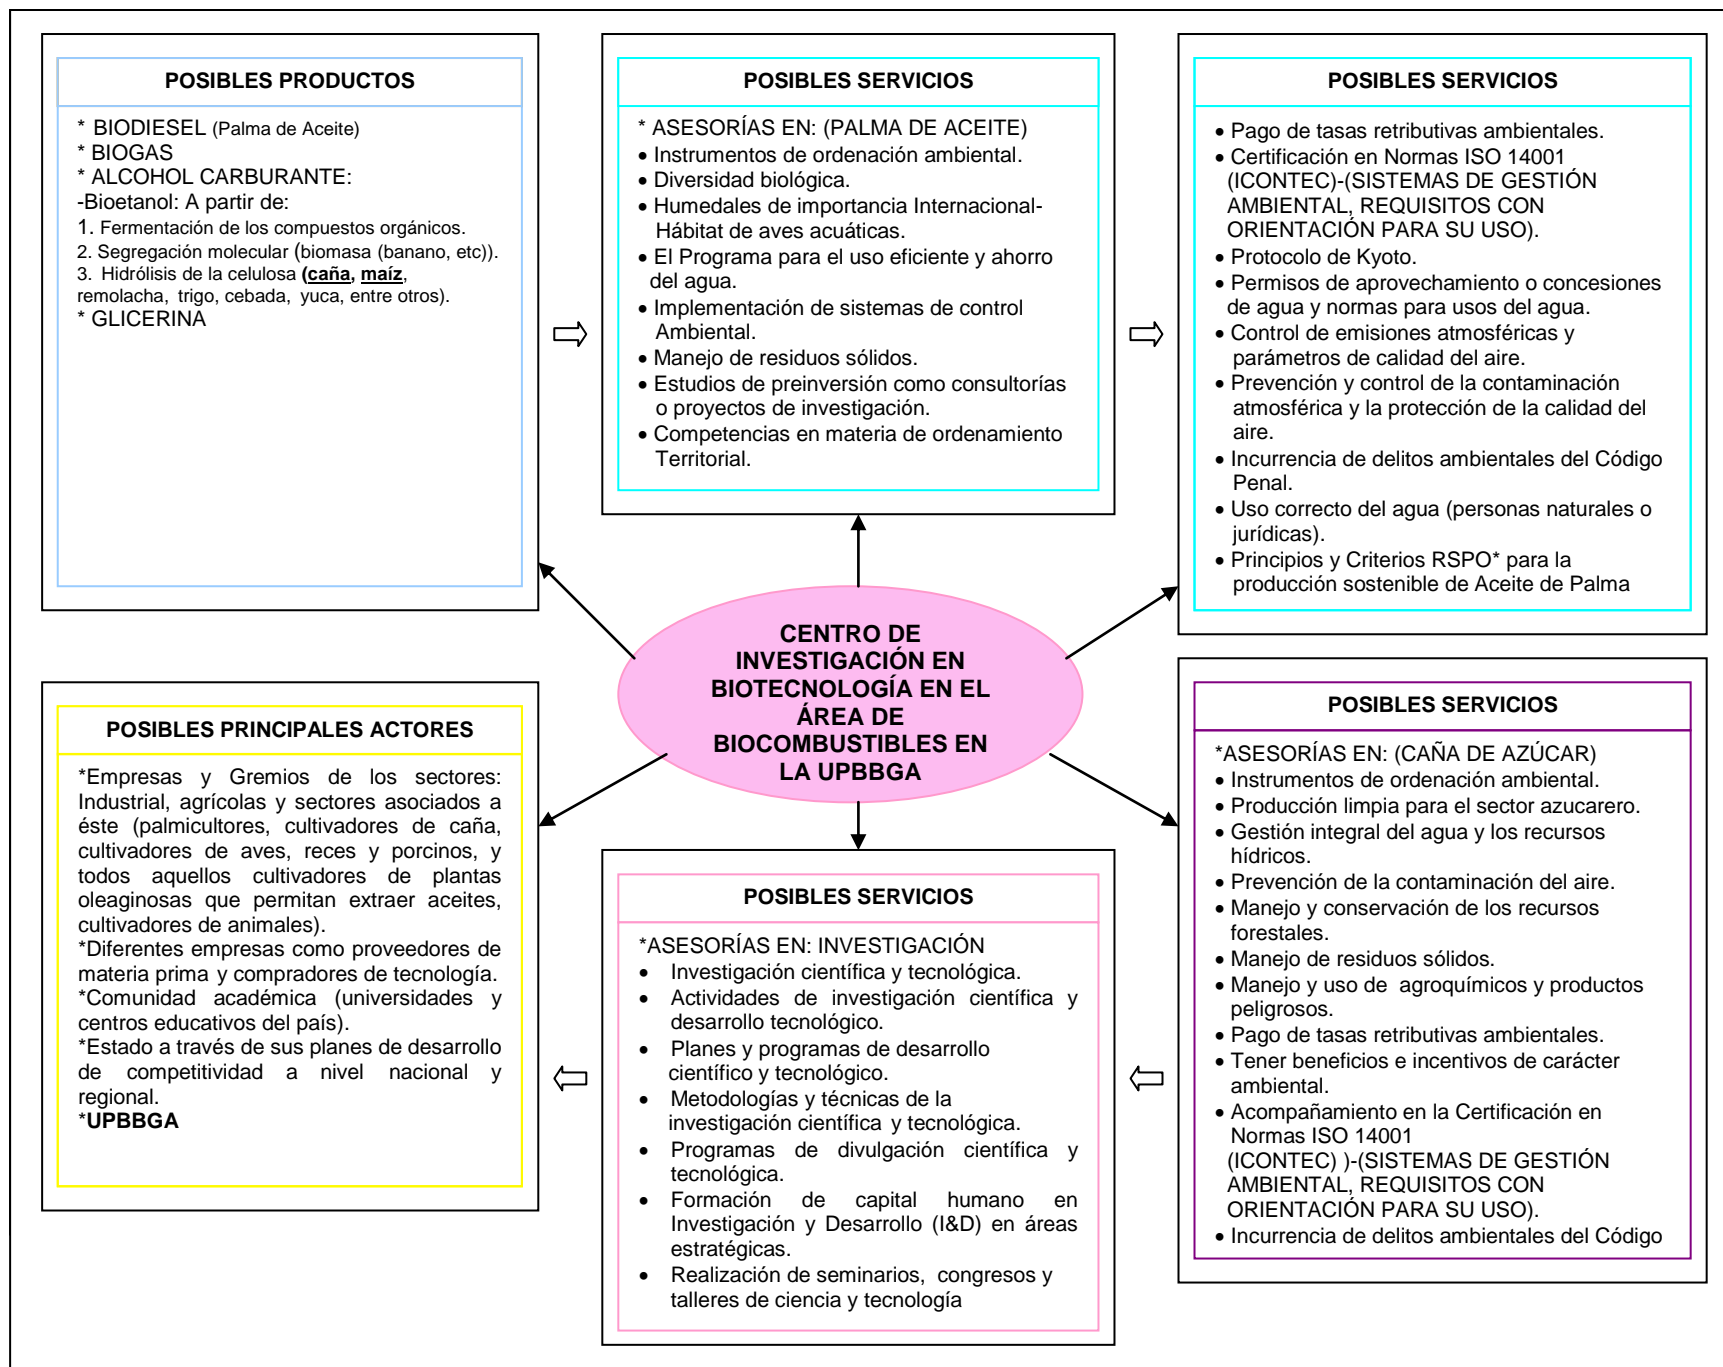 POSIBLES PRODUCTOS
* BIODIESEL (Palma de Aceite)
* BIOGAS
* ALCOHOL CARBURANTE:
-Bioetanol: A partir de:
1. Fermentación de los compuestos orgánicos.
2. Segregación molecular (biomasa (banano, etc)).
3. Hidrólisis de la celulosa (caña, maíz,
remolacha, trigo, cebada, yuca, entre otros).
* GLICERINA
POSIBLES SERVICIOS
* ASESORÍAS EN: (PALMA DE ACEITE)
• Instrumentos de ordenación ambiental.
• Diversidad biológica.
• Humedales de importancia Internacional-
Hábitat de aves acuáticas.
• El Programa para el uso eficiente y ahorro
del agua.
• Implementación de sistemas de control
Ambiental.
• Manejo de residuos sólidos.
• Estudios de preinversión como consultorías
o proyectos de investigación.
• Competencias en materia de ordenamiento
Territorial.
POSIBLES SERVICIOS
• Pago de tasas retributivas ambientales.
• Certificación en Normas ISO 14001
(ICONTEC)-(SISTEMAS DE GESTIÓN
AMBIENTAL, REQUISITOS CON
ORIENTACIÓN PARA SU USO).
• Protocolo de Kyoto.
• Permisos de aprovechamiento o concesiones
de agua y normas para usos del agua.
• Control de emisiones atmosféricas y
parámetros de calidad del aire.
• Prevención y control de la contaminación
atmosférica y la protección de la calidad del
aire.
• Incurrencia de delitos ambientales del Código
Penal.
• Uso correcto del agua (personas naturales o
jurídicas).
• Principios y Criterios RSPO* para la
producción sostenible de Aceite de Palma
CENTRO DE
INVESTIGACIÓN EN
BIOTECNOLOGÍA EN EL
ÁREA DE
BIOCOMBUSTIBLES EN
LA UPBBGA
POSIBLES PRINCIPALES ACTORES
*Empresas y Gremios de los sectores:
Industrial, agrícolas y sectores asociados a
éste (palmicultores, cultivadores de caña,
cultivadores de aves, reces y porcinos, y
todos aquellos cultivadores de plantas
oleaginosas que permitan extraer aceites,
cultivadores de animales).
*Diferentes empresas como proveedores de
materia prima y compradores de tecnología.
*Comunidad académica (universidades y
centros educativos del país).
*Estado a través de sus planes de desarrollo
de competitividad a nivel nacional y
regional.
*UPBBGA
POSIBLES SERVICIOS
*ASESORÍAS EN: INVESTIGACIÓN
• Investigación científica y tecnológica.
• Actividades de investigación científica y
desarrollo tecnológico.
• Planes y programas de desarrollo
científico y tecnológico.
• Metodologías y técnicas de la
investigación científica y tecnológica.
• Programas de divulgación científica y
tecnológica.
• Formación de capital humano en
Investigación y Desarrollo (I&D) en áreas
estratégicas.
• Realización de seminarios, congresos y
talleres de ciencia y tecnología
POSIBLES SERVICIOS
*ASESORÍAS EN: (CAÑA DE AZÚCAR)
• Instrumentos de ordenación ambiental.
• Producción limpia para el sector azucarero.
• Gestión integral del agua y los recursos
hídricos.
• Prevención de la contaminación del aire.
• Manejo y conservación de los recursos
forestales.
• Manejo de residuos sólidos.
• Manejo y uso de agroquímicos y productos
peligrosos.
• Pago de tasas retributivas ambientales.
• Tener beneficios e incentivos de carácter
ambiental.
• Acompañamiento en la Certificación en
Normas ISO 14001
(ICONTEC) )-(SISTEMAS DE GESTIÓN
AMBIENTAL, REQUISITOS CON
ORIENTACIÓN PARA SU USO).
• Incurrencia de delitos ambientales del Código